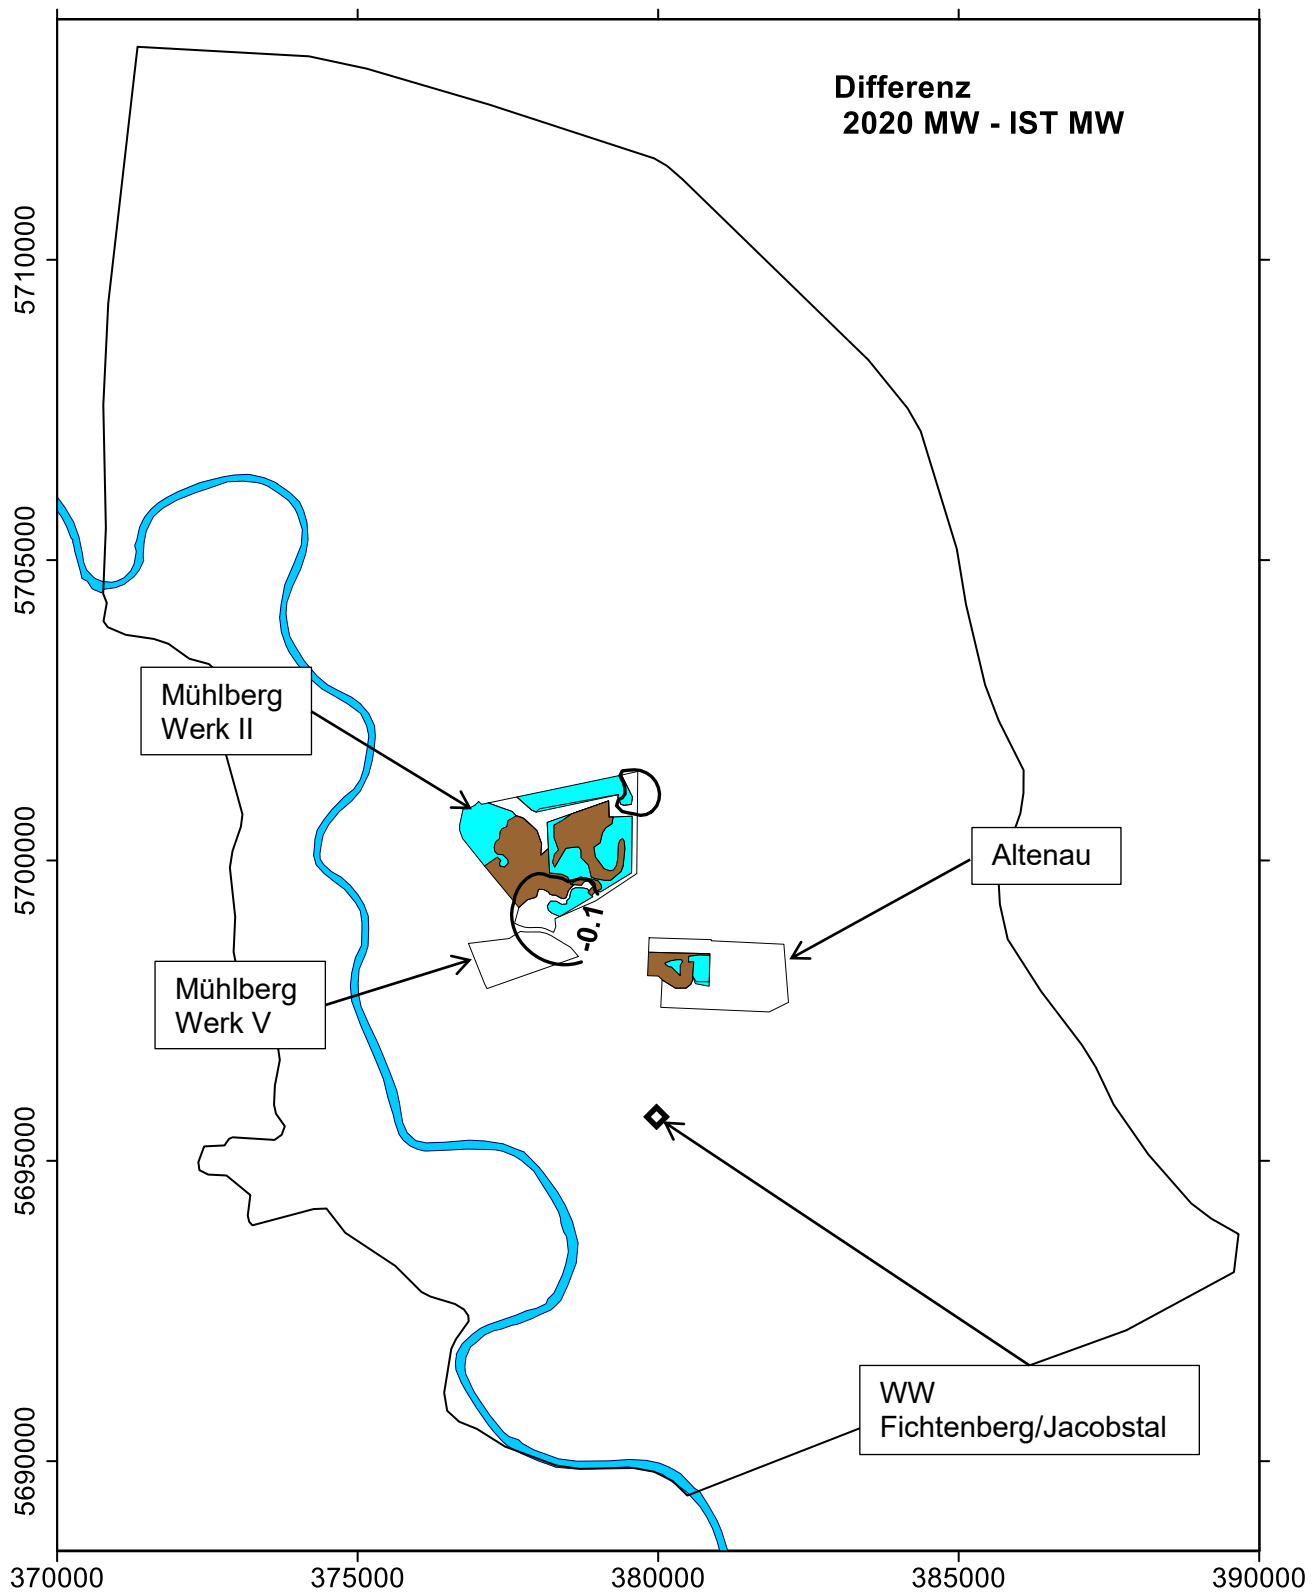 Differenz
2020 MW - IST MW
5710000
5705000
Mühlberg
Werk II
5700000
Altenau
-0.1
Mühlberg
Werk V
5695000
WW
Fichtenberg/Jacobstal
5690000
370000 375000 380000 385000 390000